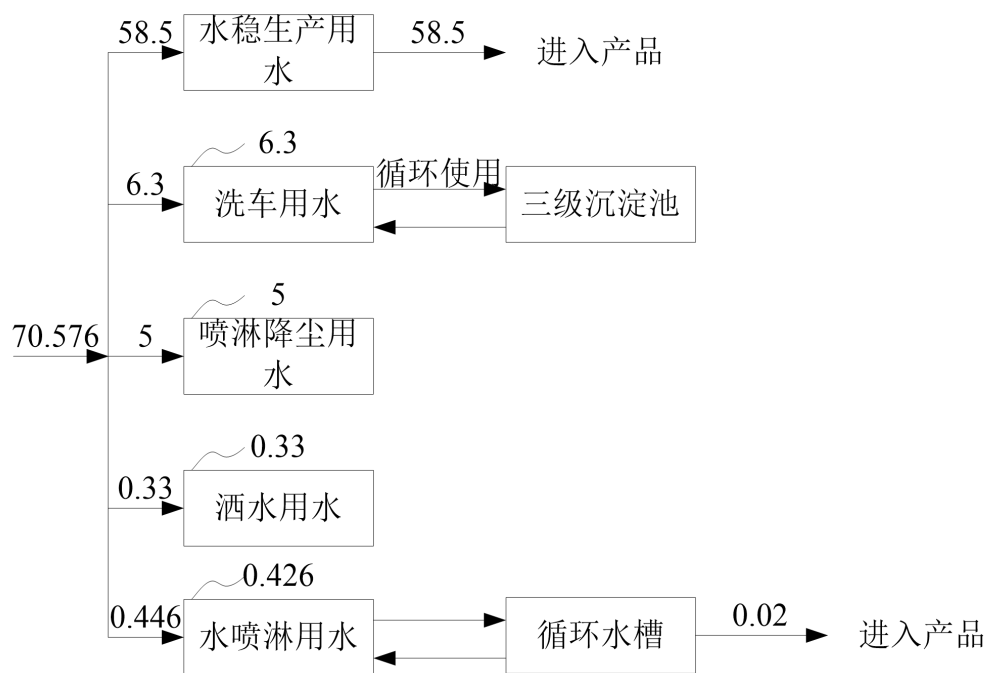 58.5
水稳生产用
水
58.5
进入产品
6.3
6.3
洗车用水
循环使用
三级沉淀池
70.576
5
5
喷淋降尘用
水
0.33
0.33
洒水用水
0.446
0.426
水喷淋用水
循环水槽
0.02
进入产品